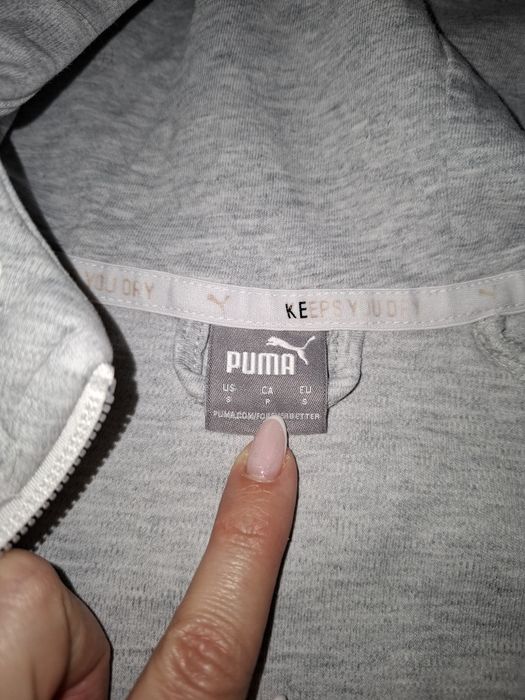 YOU DRY
KEEPS YOU DRY
PUMA
US CA EU
S P S
PUMA.COM/FOREVERBETTER